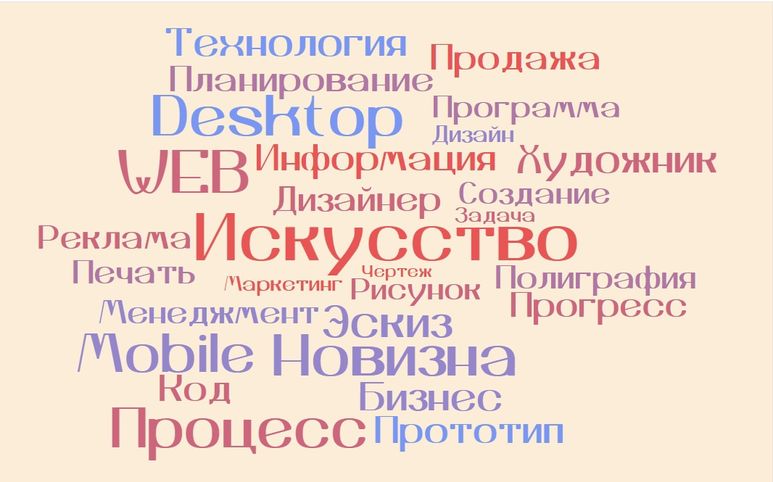 Технология
Продажа
Планирование
Desktop
Программа
Дизайн
WEB
Информация
Художник
Дизайнер
Создание
Задача
Реклама
Искусство
Печать
Маркетинг
Чертеж
Рисунок
Полиграфия
Прогресс
Менеджмент
Эскиз
Mobile
Новизна
Код
Бизнес
Процесс
Прототип